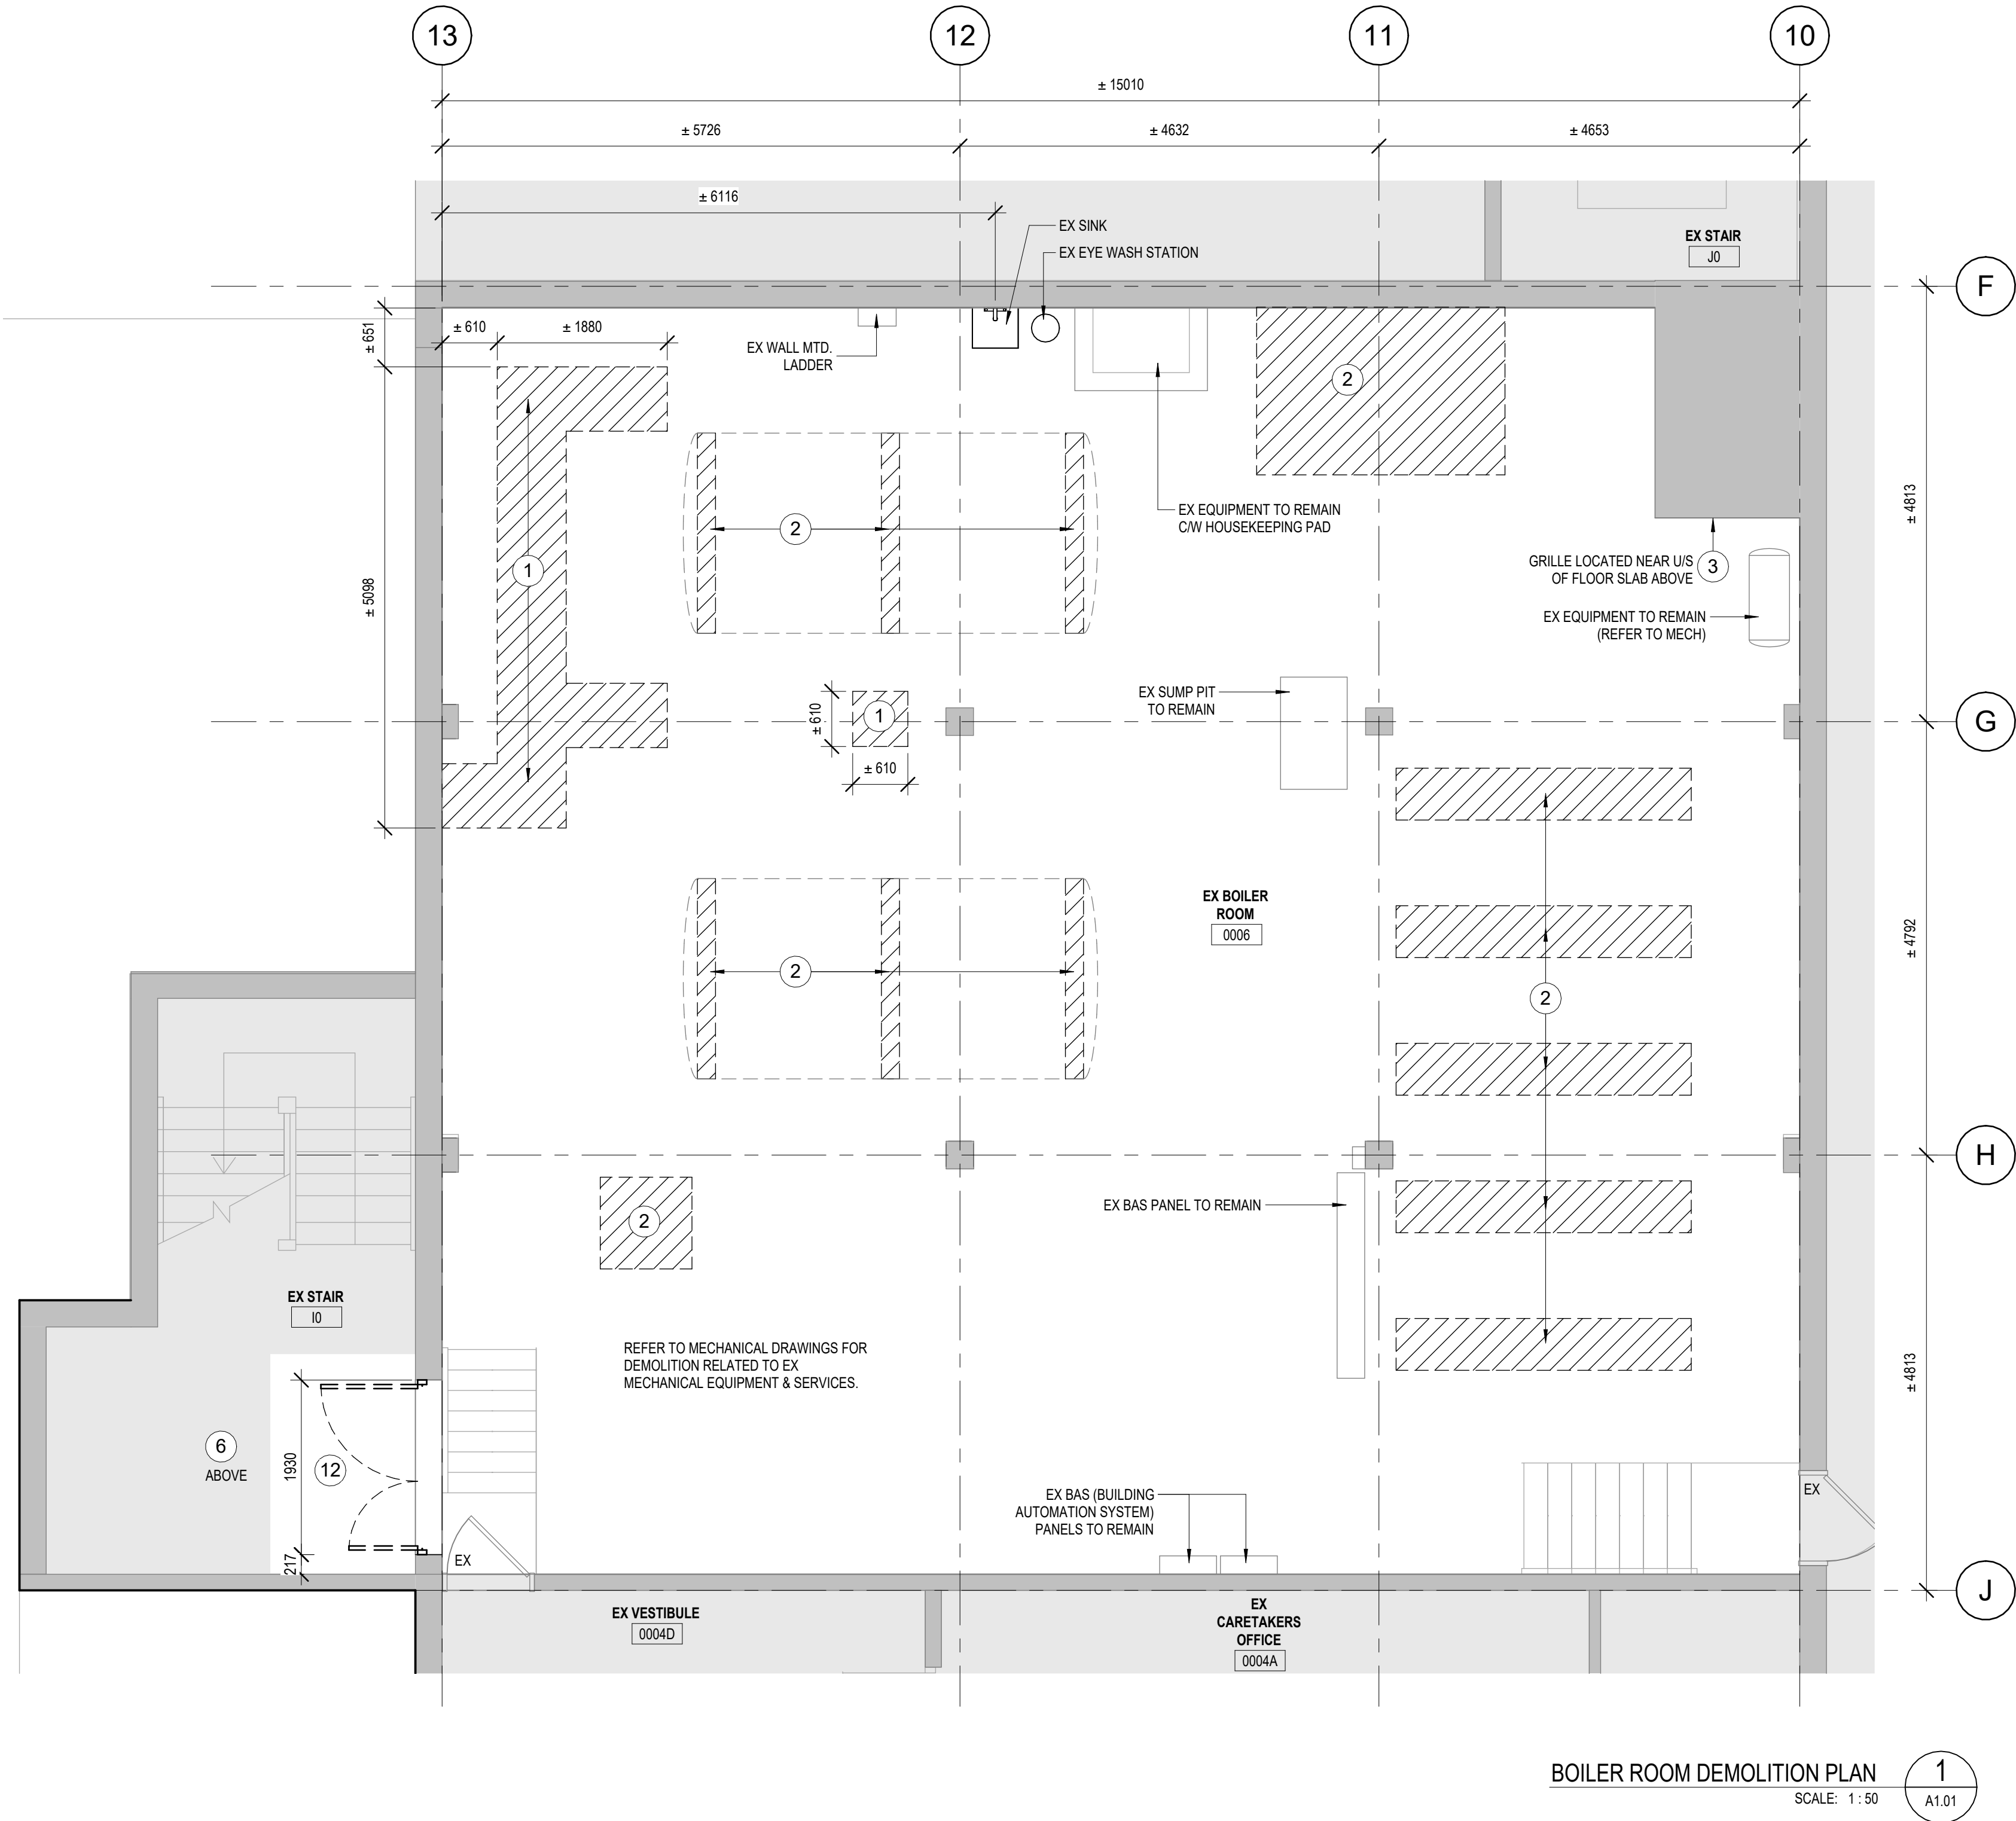 13
12
11
10
± 15010
± 5726
± 4632
± 4653
± 6116
EX SINK
EX EYE WASH STATION
EX STAIR
J0
F
± 651
± 610
± 1880
EX WALL MTD.
LADDER
2
± 4813
EX EQUIPMENT TO REMAIN
C/W HOUSEKEEPING PAD
2
1
GRILLE LOCATED NEAR U/S
OF FLOOR SLAB ABOVE
3
± 5098
EX EQUIPMENT TO REMAIN
(REFER TO MECH)
EX SUMP PIT
TO REMAIN
± 610
1
± 610
G
EX BOILER
ROOM
0006
± 4792
2
2
H
EX BAS PANEL TO REMAIN
2
EX STAIR
I0
REFER TO MECHANICAL DRAWINGS FOR
DEMOLITION RELATED TO EX
MECHANICAL EQUIPMENT & SERVICES.
± 4813
6
ABOVE
1930
12
217
EX
EX BAS (BUILDING
AUTOMATION SYSTEM)
PANELS TO REMAIN
EX
J
EX VESTIBULE
0004D
EX
CARETAKERS
OFFICE
0004A
BOILER ROOM DEMOLITION PLAN
SCALE: 1 : 50
1
A1.01